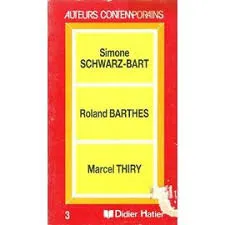 AUTEURS CONTEMPORAINS
Simone
SCHWARZ-BART
Roland BARTHES
Marcel THIRY
3
Didier Hatier